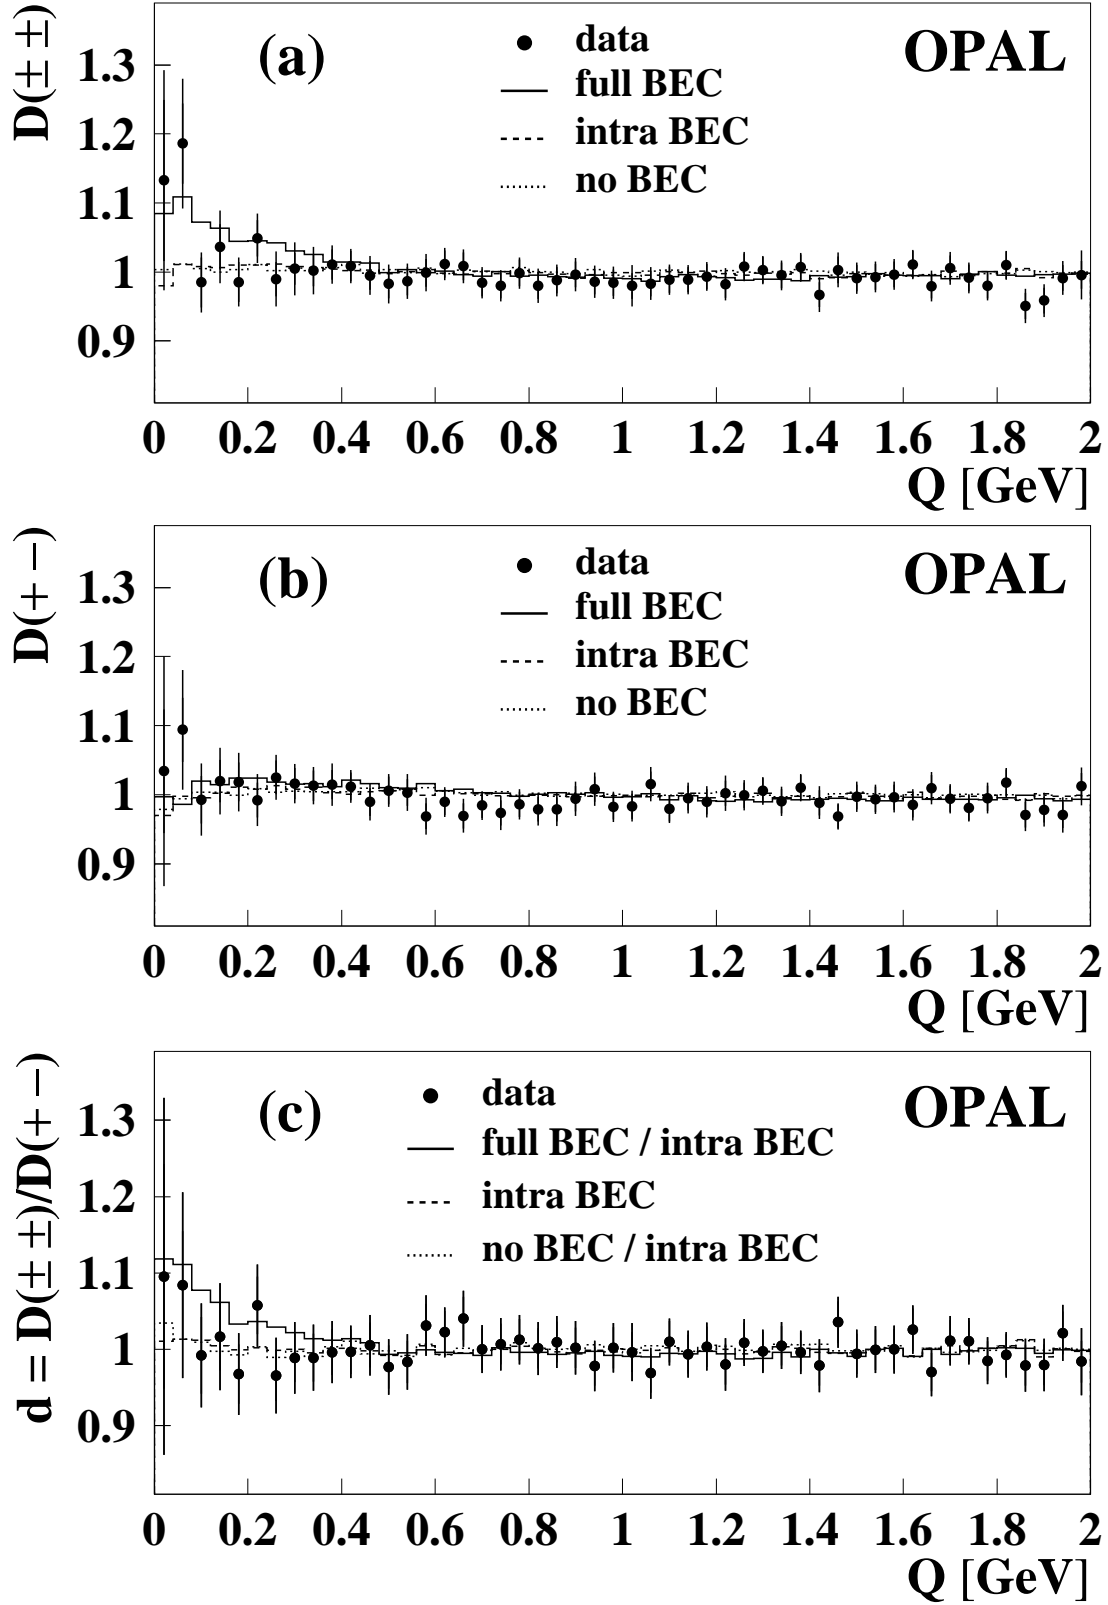 D(± ±)
(a)
OPAL
data
full BEC
intra BEC
no BEC
1.3
1.2
1.1
1
0.9
0 0.2 0.4 0.6 0.8 1 1.2 1.4 1.6 1.8 2
Q [GeV]
D(+ −)
(b)
OPAL
data
full BEC
intra BEC
no BEC
1.3
1.2
1.1
1
0.9
0 0.2 0.4 0.6 0.8 1 1.2 1.4 1.6 1.8 2
Q [GeV]
d = D(± ±)/D(+ −)
(c)
OPAL
data
full BEC / intra BEC
intra BEC
no BEC / intra BEC
1.3
1.2
1.1
1
0.9
0 0.2 0.4 0.6 0.8 1 1.2 1.4 1.6 1.8 2
Q [GeV]